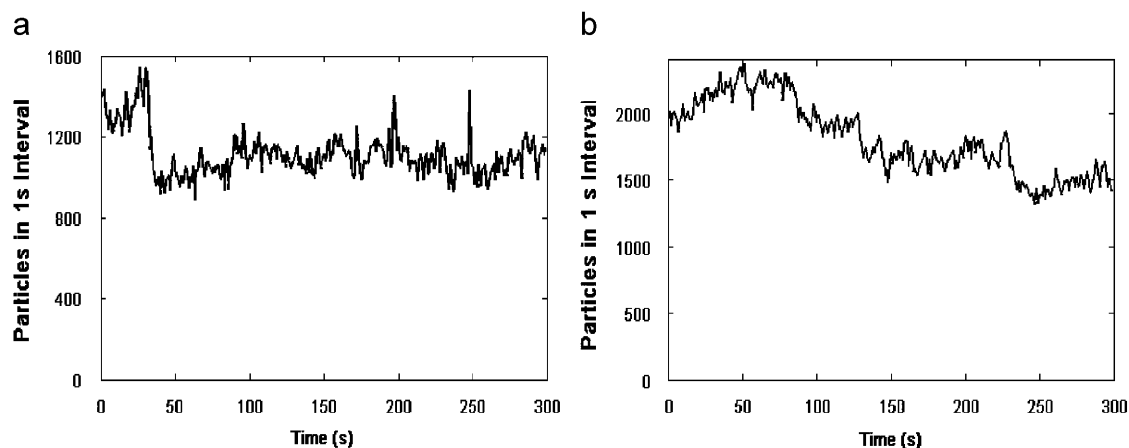 a
Particles in 1s Interval
1600
1200
800
400
0
0 50 100 150 200 250 300
Time (s)
b
Particles in 1 s Interval
2000
1500
1000
500
0
0 50 100 150 200 250 300
Time (s)